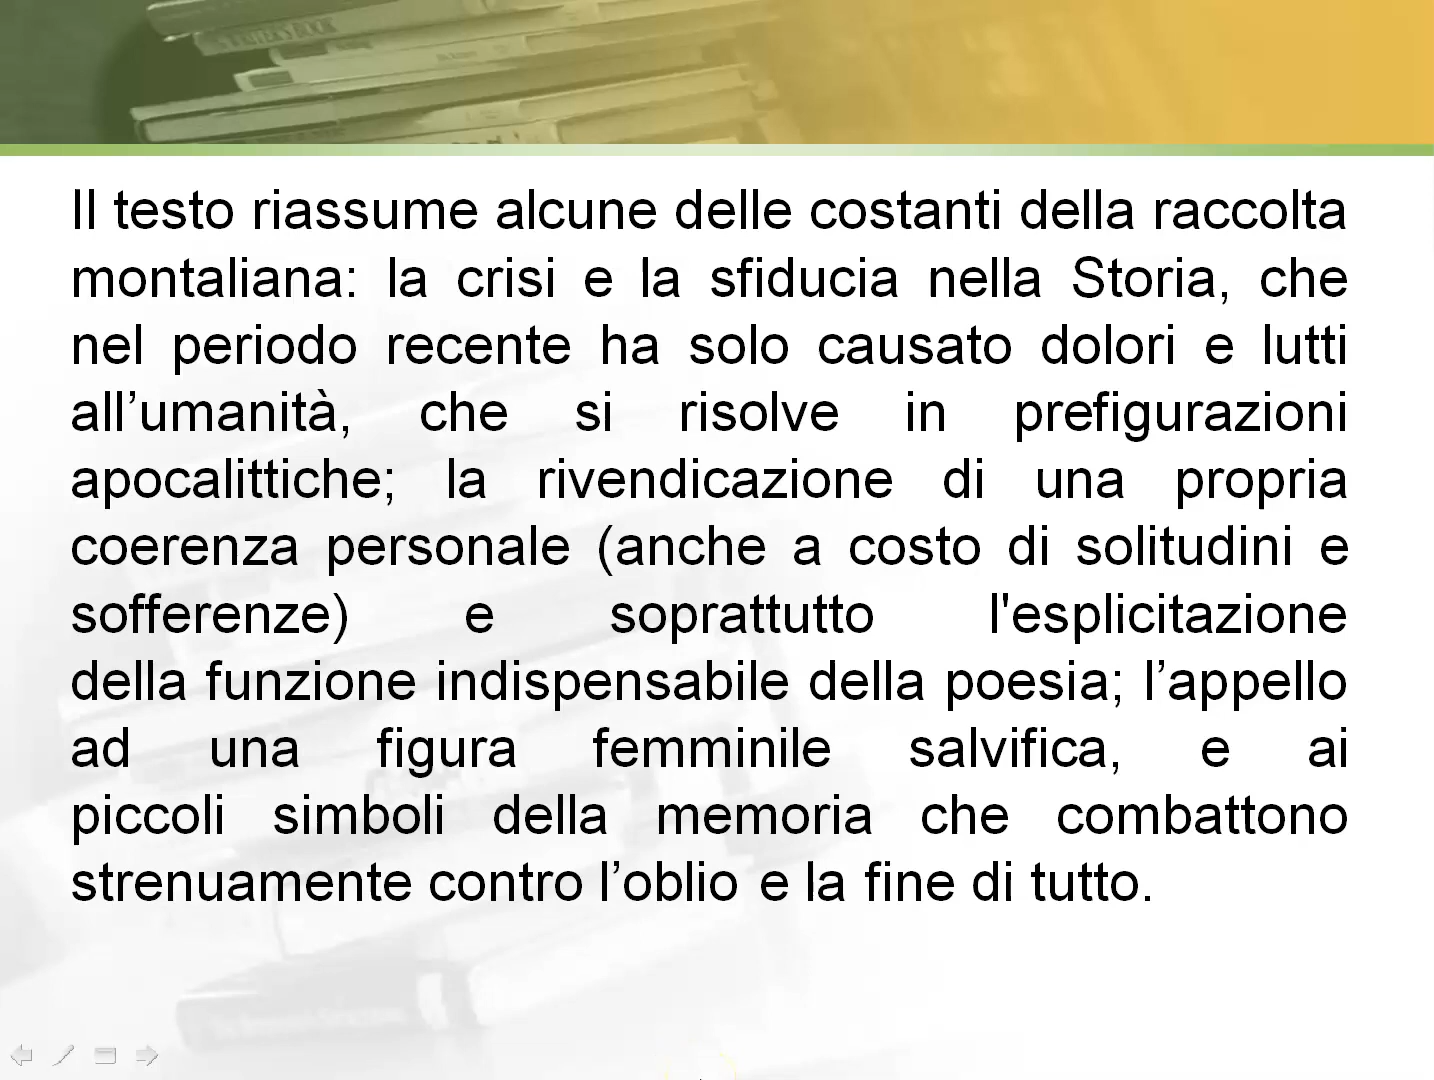 Il testo riassume alcune delle costanti della raccolta
montaliana: la crisi e la sfiducia nella Storia, che
nel periodo recente ha solo causato dolori e lutti
all’umanità, che si risolve in prefigurazioni
apocalittiche; la rivendicazione di una propria
coerenza personale (anche a costo di solitudini e
sofferenze) e soprattutto l'esplicitazione
della funzione indispensabile della poesia; l’appello
ad una figura femminile salvifica, e ai
piccoli simboli della memoria che combattono
strenuamente contro l’oblio e la fine di tutto.